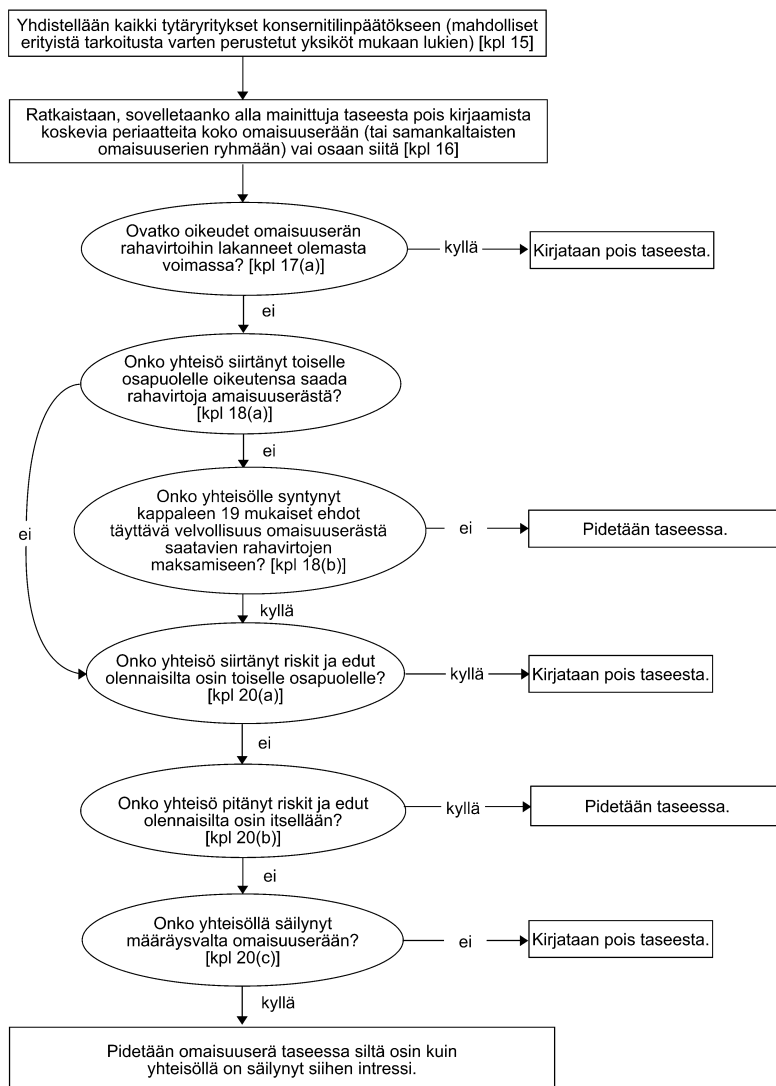 Yhdistellään kaikki tytäryritykset konsernitilinpäätökseen (mahdolliset
erityistä tarkoitusta varten perustetut yksiköt mukaan lukien) [kpl 15]
Ratkaistaan, sovelletaanko alla mainittuja taseesta pois kirjaamista
koskevia periaatteita koko omaisuuserään (tai samankaltaisten
omaisuuserien ryhmään) vai osaan siitä [kpl 16]
Ovatko oikeudet omaisuuserän
rahavirtoihin lakanneet olemasta
voimassa? [kpl 17(a)]
kyllä
Kirjataan pois taseesta.
ei
Onko yhteisö siirtänyt toiselle
osapuolelle oikeutensa saada
rahavirtoja amaisuuserästä?
[kpl 18(a)]
ei
ei
Onko yhteisölle syntynyt
kappaleen 19 mukaiset ehdot
täyttävä velvollisuus omaisuuserästä
saatavien rahavirtojen
maksamiseen? [kpl 18(b)]
ei
Pidetään taseessa.
kyllä
Onko yhteisö siirtänyt riskit ja edut
olennaisilta osin toiselle osapuolelle?
[kpl 20(a)]
kyllä
Kirjataan pois taseesta.
ei
Onko yhteisö pitänyt riskit ja edut
olennaisilta osin itsellään?
[kpl 20(b)]
kyllä
Pidetään taseessa.
ei
Onko yhteisöllä säilynyt
määräysvalta omaisuuserään?
[kpl 20(c)]
ei
Kirjataan pois taseesta.
kyllä
Pidetään omaisuuserä taseessa siltä osin kuin
yhteisöllä on säilynyt siihen intressi.